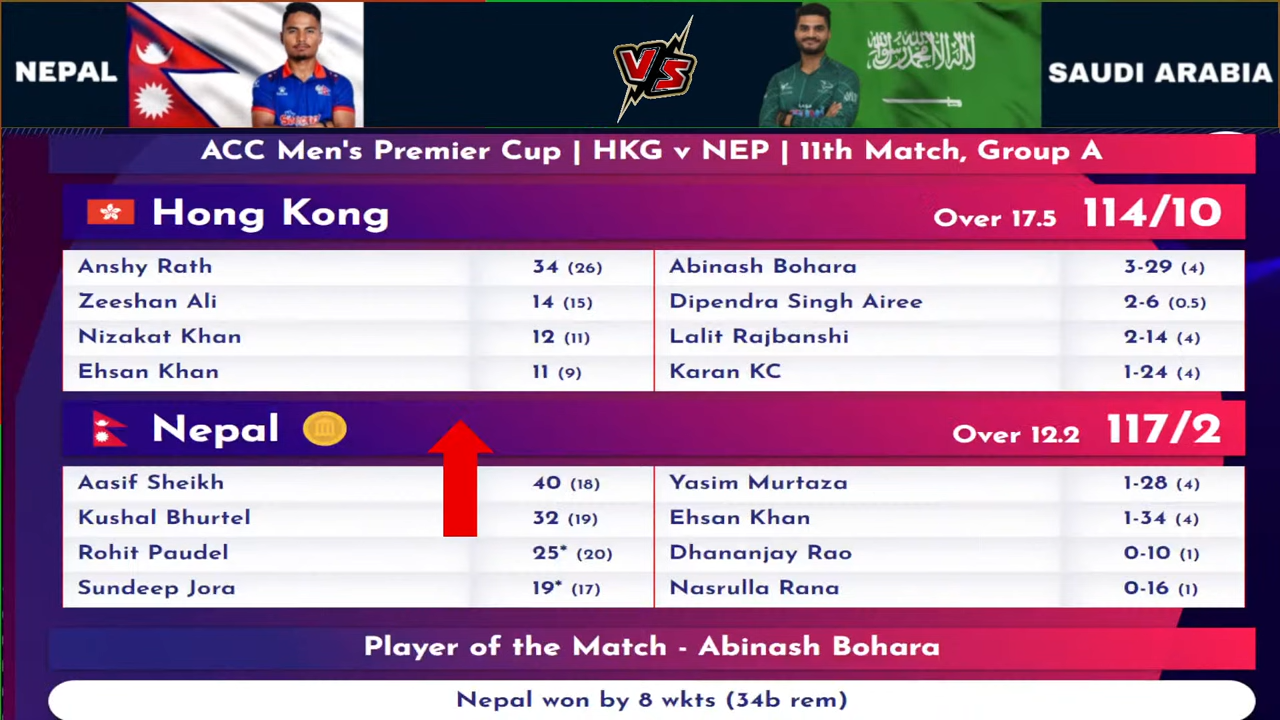 NEPAL
VS
SAUDI ARABIA
ACC Men's Premier Cup | HKG v NEP | 11th Match, Group A
Hong Kong Over 17.5 114/10
Anshy Rath 34 (26) Abinash Bohara 3-29 (4)
Zeeshan Ali 14 (15) Dipendra Singh Airee 2-6 (0.5)
Nizakat Khan 12 (11) Lalit Rajbanshi 2-14 (4)
Ehsan Khan 11 (9) Karan KC 1-24 (4)
Nepal Over 12.2 117/2
Aasif Sheikh 40 (18) Yasim Murtaza 1-28 (4)
Kushal Bhurtel 32 (19) Ehsan Khan 1-34 (4)
Rohit Paudel 25* (20) Dhananjay Rao 0-10 (1)
Sundeep Jora 19* (17) Nasrulla Rana 0-16 (1)
Player of the Match - Abinash Bohara
Nepal won by 8 wkts (34b rem)